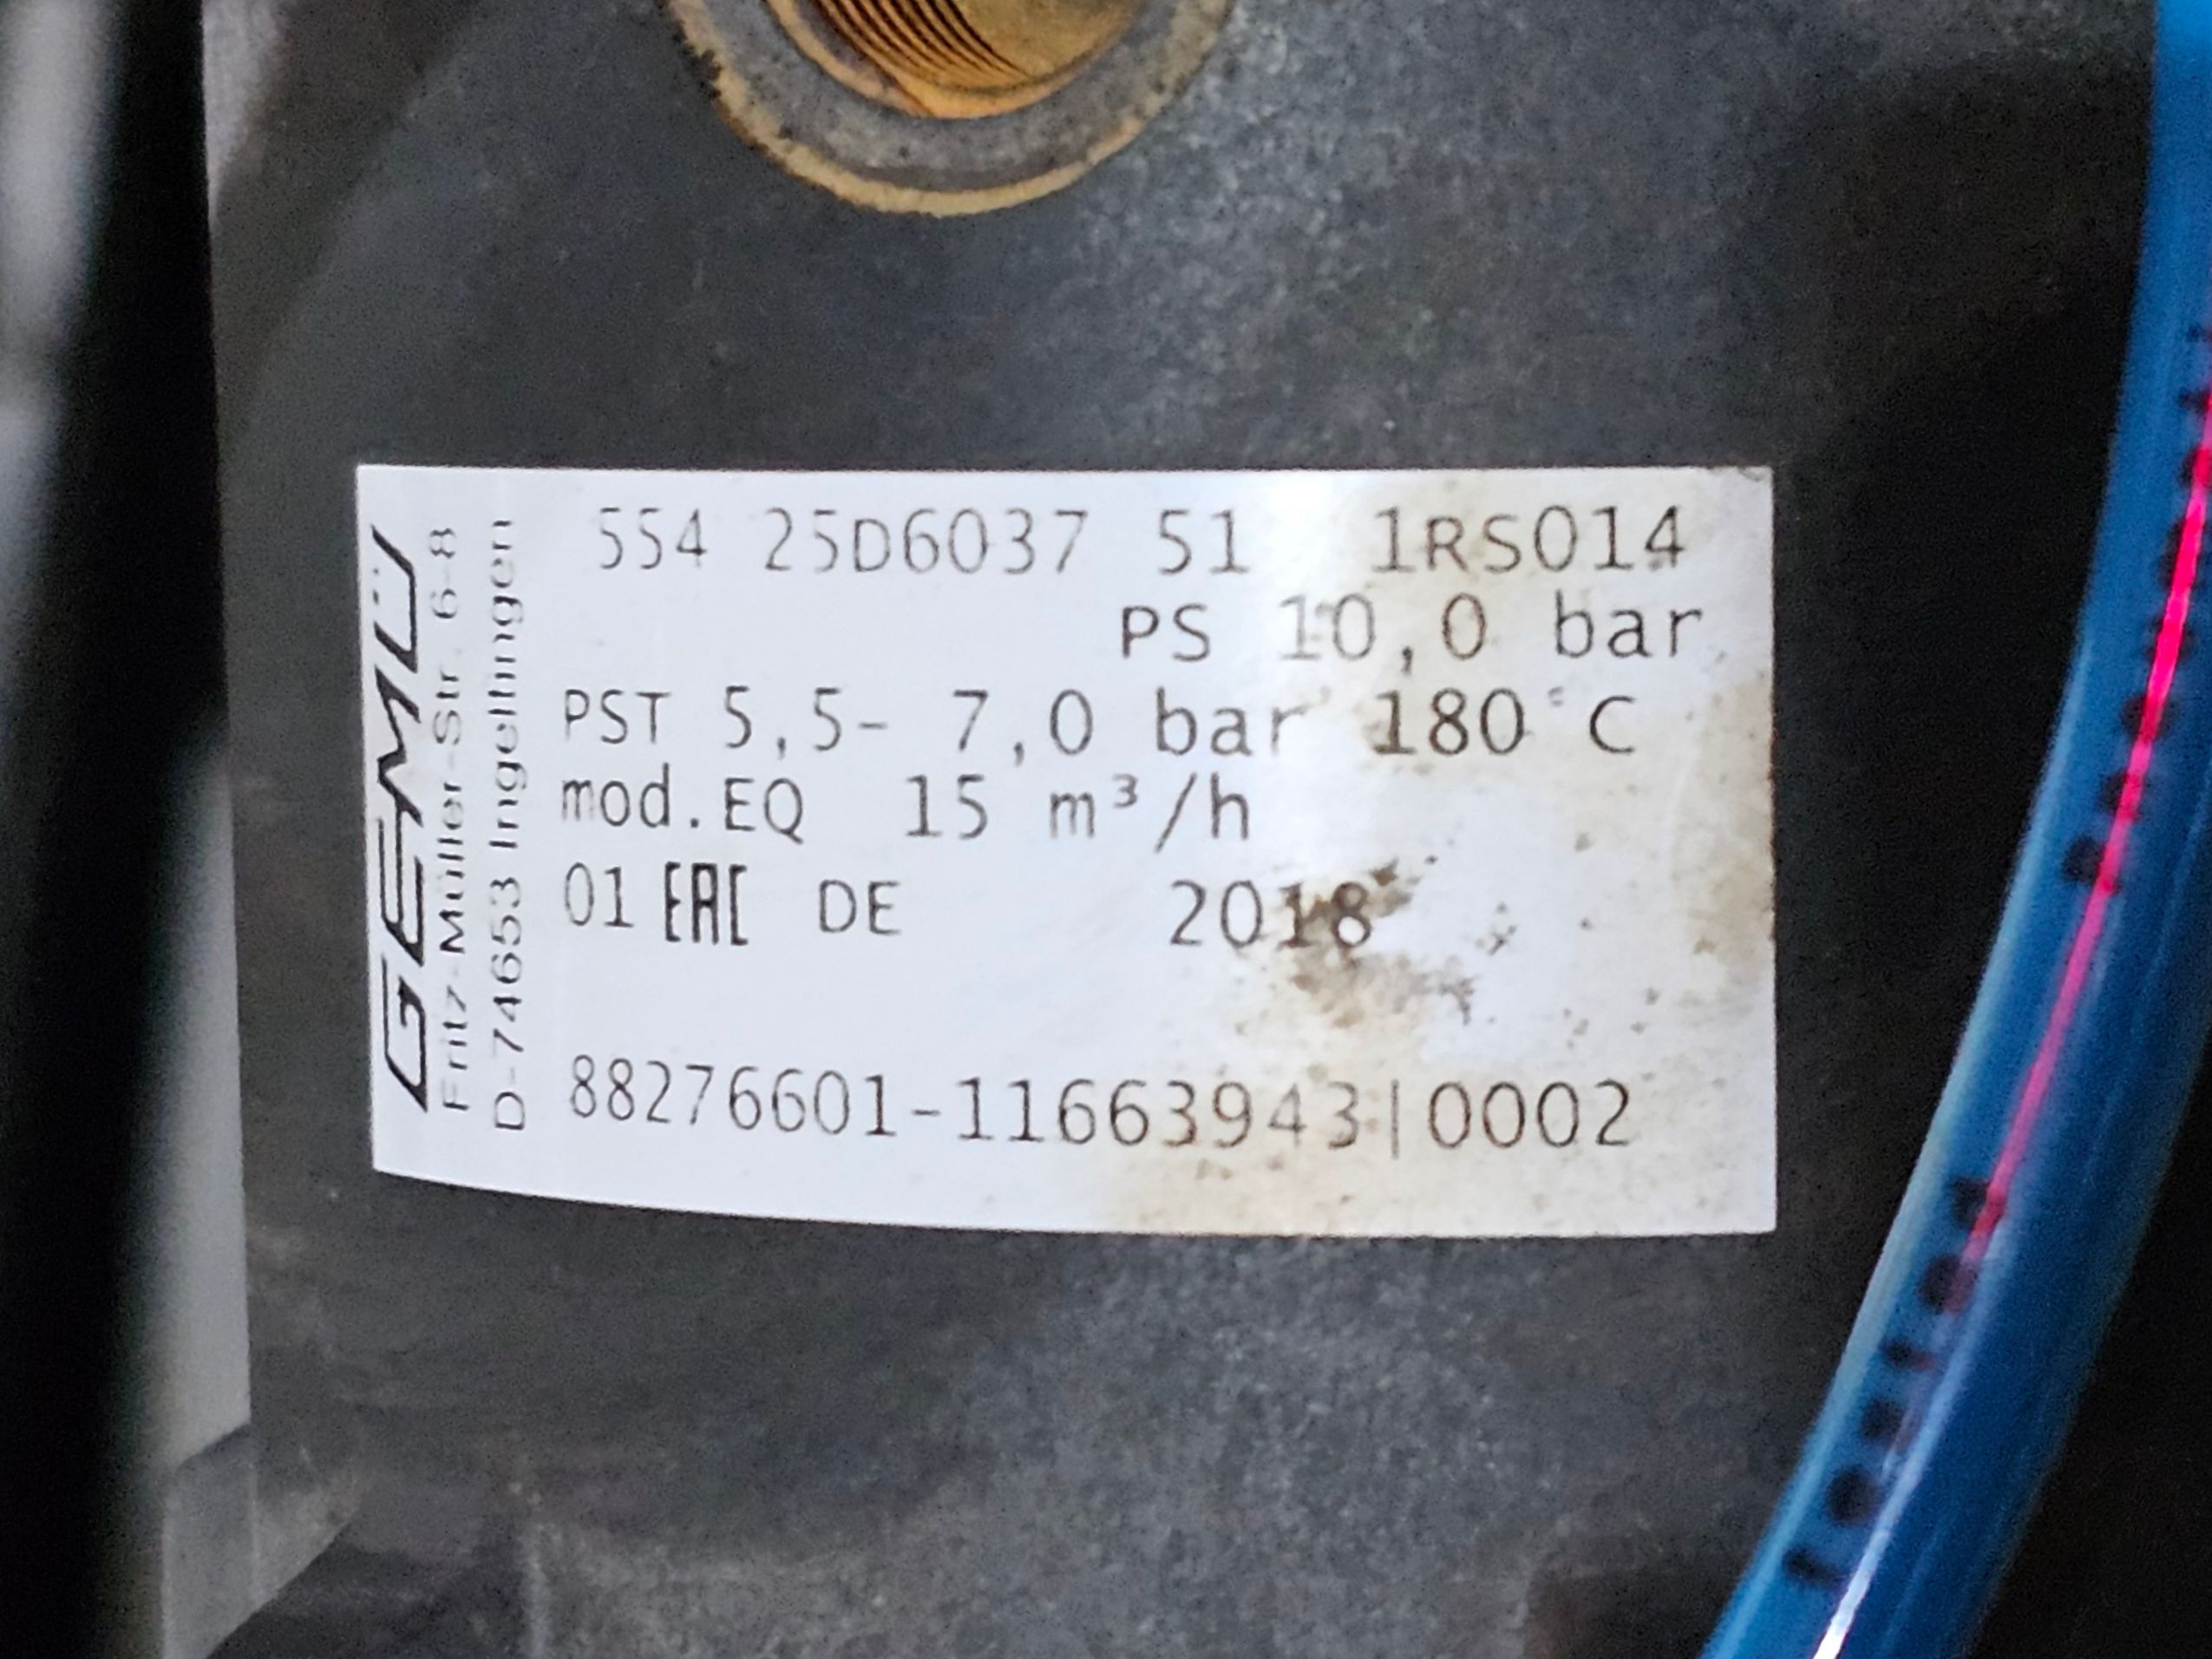 GEMÜ
Fritz-Müller-Str. 6-8
D-74653 Ingelfingen
554 25D6037 51 1RS014
PS 10,0 bar
PST 5,5- 7,0 bar 180°C
mod.EQ 15 m³/h
01 EAC DE 2018
88276601-11663943|0002